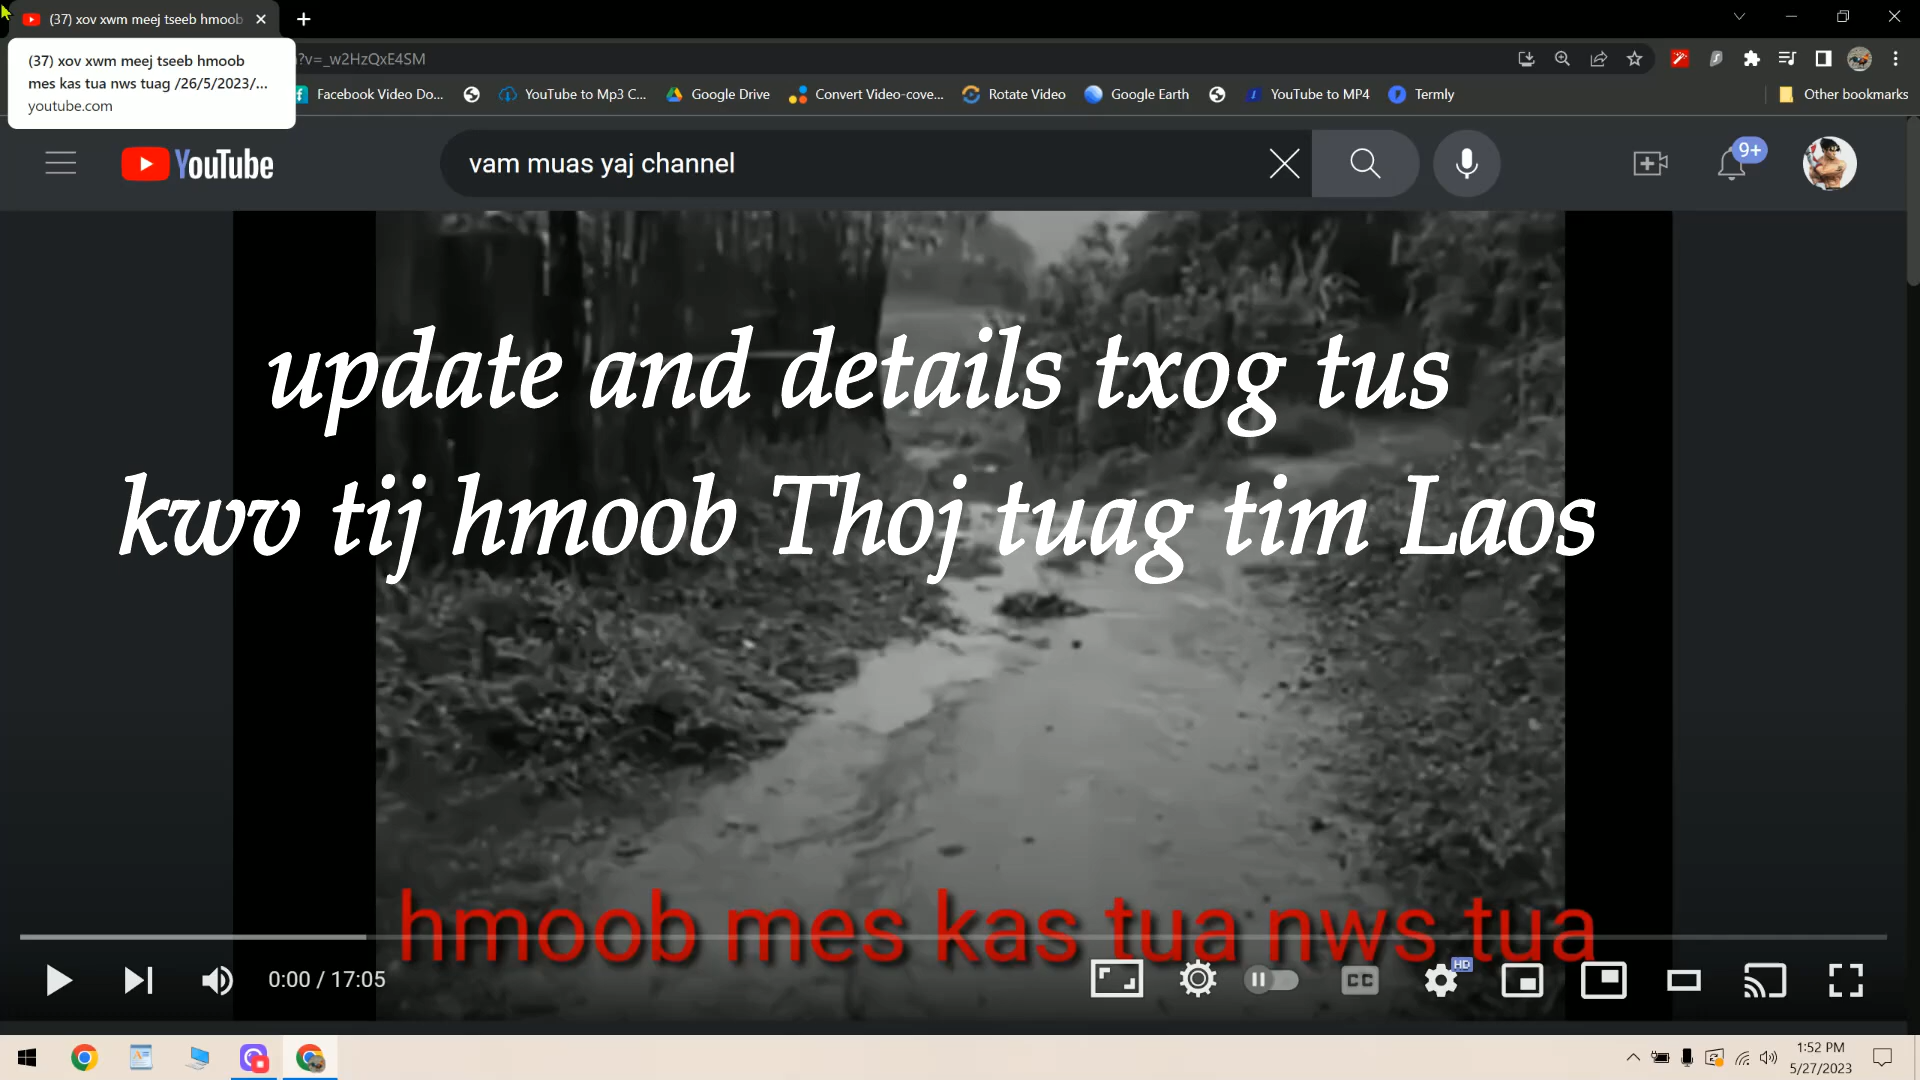 (37) xov xwm meej tseeb hmoob
(37) xov xwm meej tseeb hmoob
mes kas tua nws tuag /26/5/2023/...
youtube.com
?v=_w2HzQxE4SM
Facebook Video Do...
YouTube to Mp3 C...
Google Drive
Convert Video-cove...
Rotate Video
Google Earth
YouTube to MP4
Termly
Other bookmarks
YouTube
vam muas yaj channel
9+
update and details txog tus
kwv tij hmoob Thoj tuag tim Laos
hmoob mes kas tua nws tua
0:00 / 17:05
CC
HD
1:52 PM
5/27/2023